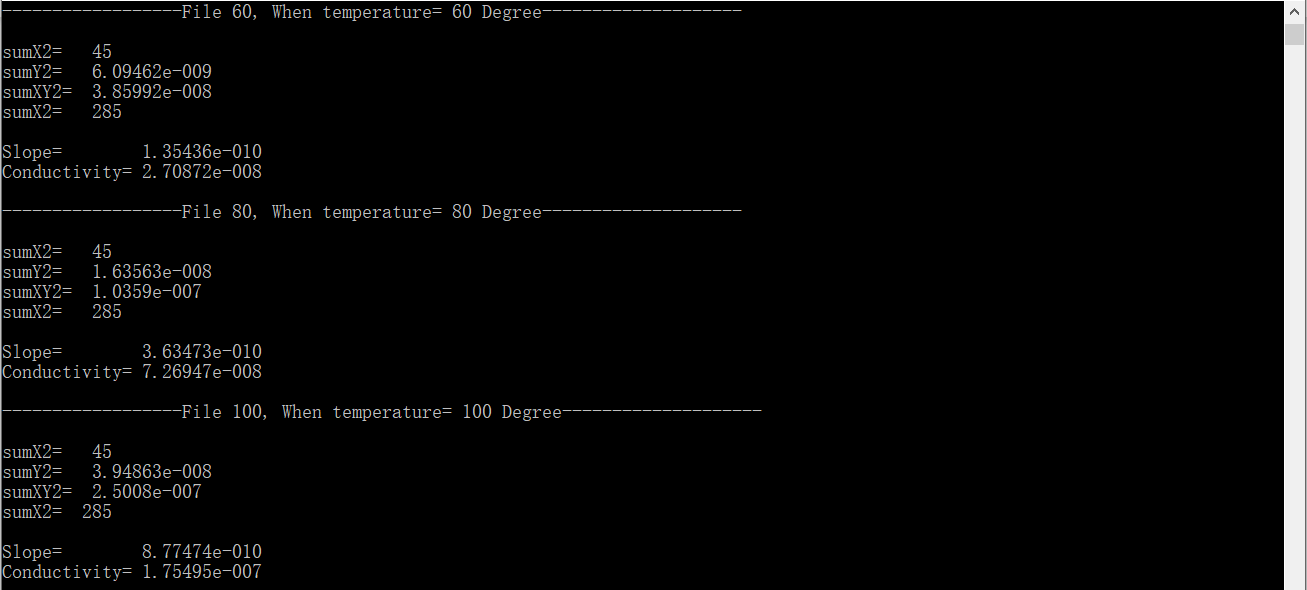 ------------------File 60, When temperature= 60 Degree--------------------
sumX2=   45
sumY2=   6.09462e-009
sumXY2=  3.85992e-008
sumX2=   285
Slope=        1.35436e-010
Conductivity= 2.70872e-008
------------------File 80, When temperature= 80 Degree--------------------
sumX2=   45
sumY2=   1.63563e-008
sumXY2=  1.0359e-007
sumX2=   285
Slope=        3.63473e-010
Conductivity= 7.26947e-008
------------------File 100, When temperature= 100 Degree--------------------
sumX2=   45
sumY2=   3.94863e-008
sumXY2=  2.5008e-007
sumX2=  285
Slope=        8.77474e-010
Conductivity= 1.75495e-007